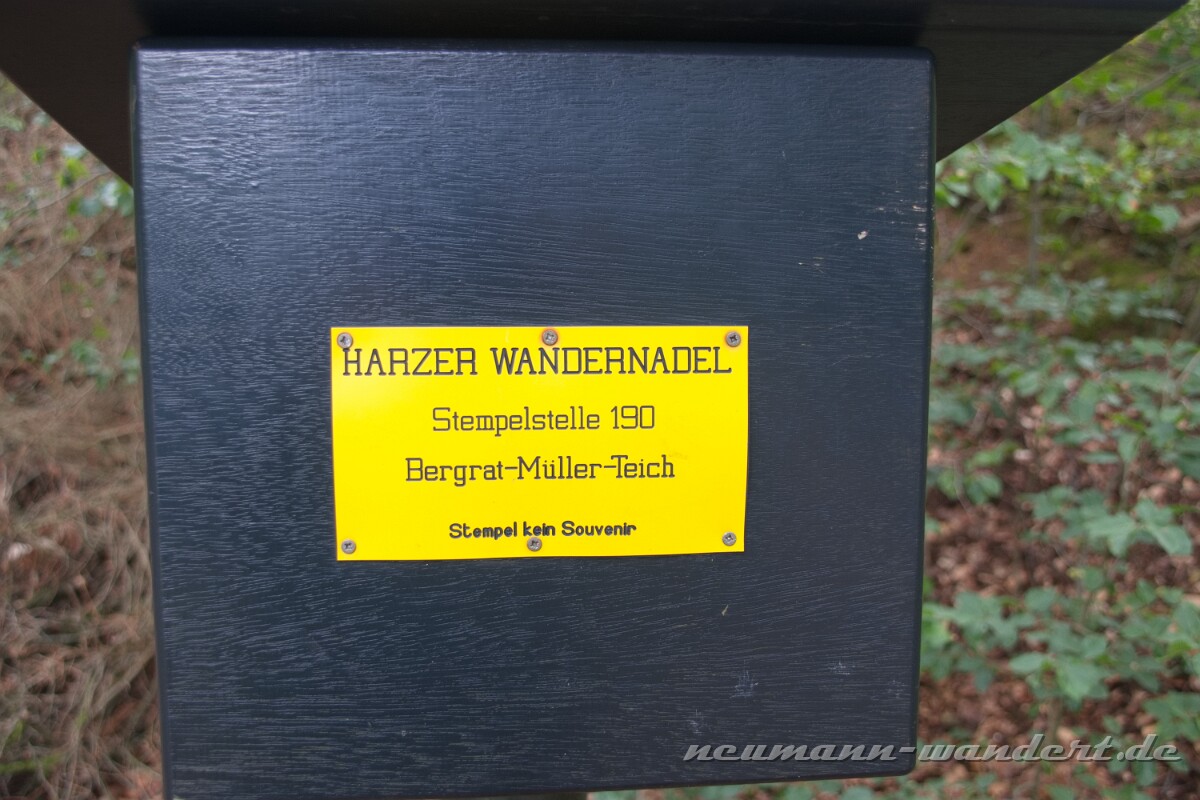 HARZER WANDERNADEL
Stempelstelle 190
Bergrat-Müller-Teich
Stempel kein Souvenir
neumann-wandert.de